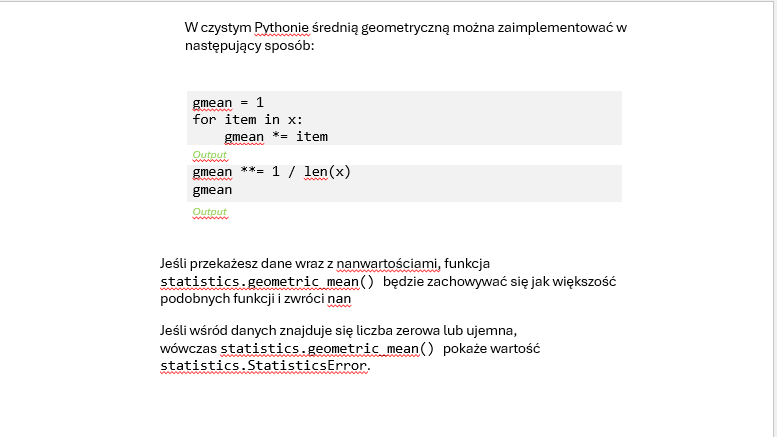 W czystym Pythonie średnią geometryczną można zaimplementować w
następujący sposób:
gmean = 1
for item in x:
    gmean *= item
Output
gmean **= 1 / len(x)
gmean
Output
Jeśli przekażesz dane wraz z nanwartościami, funkcja
statistics.geometric_mean() będzie zachowywać się jak większość
podobnych funkcji i zwróci nan
Jeśli wśród danych znajduje się liczba zerowa lub ujemna,
wówczas statistics.geometric_mean() pokaże wartość
statistics.StatisticsError.